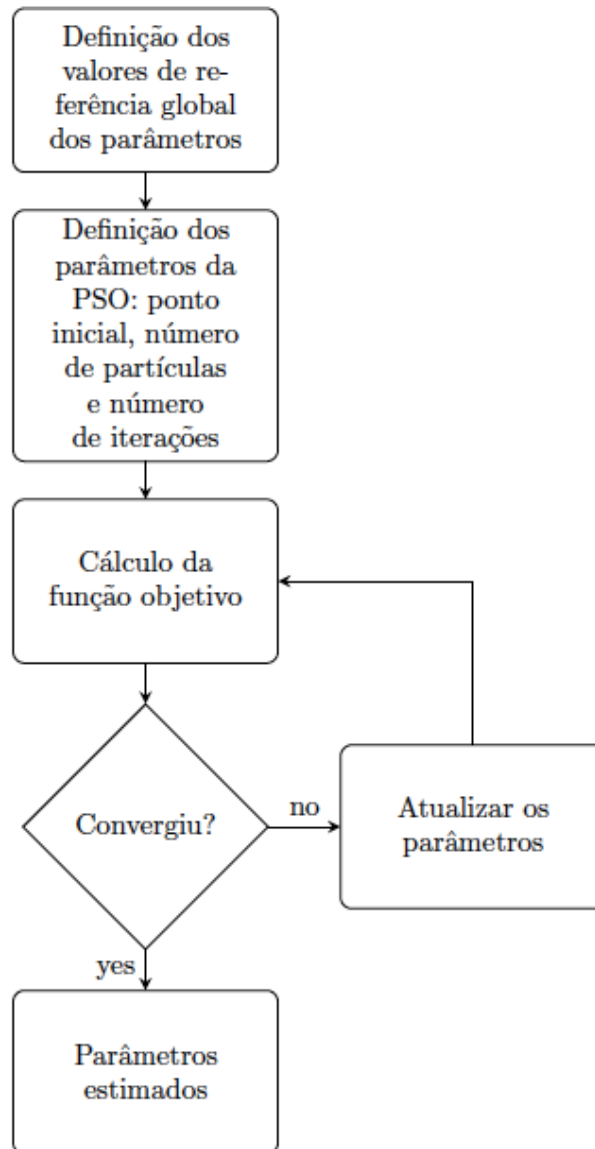 Definição dos
valores de re-
ferência global
dos parâmetros
Definição dos
parâmetros da
PSO: ponto
inicial, número
de partículas
e número
de iterações
Cálculo da
função objetivo
Convergiu?
no
Atualizar os
parâmetros
yes
Parâmetros
estimados